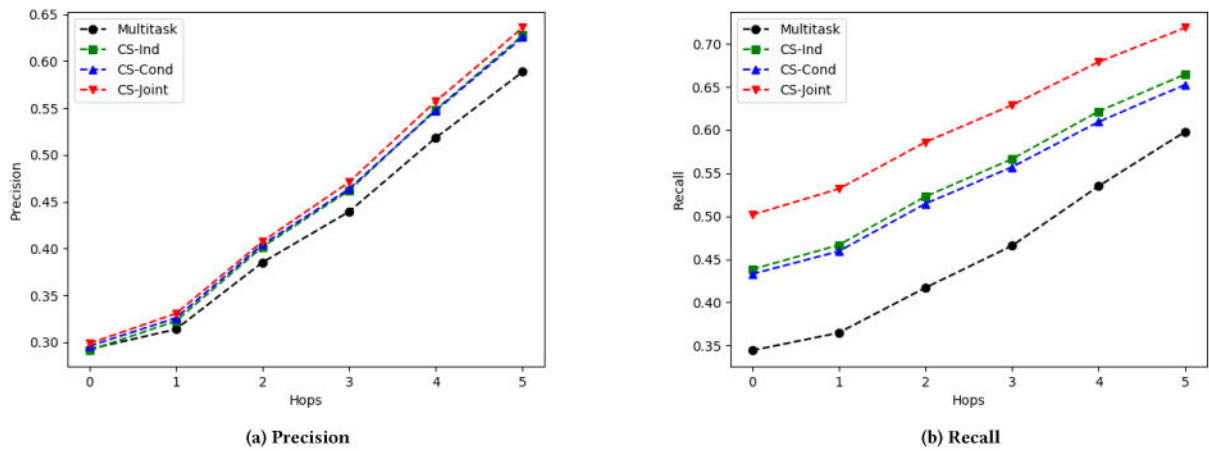 0.65
0.60
0.55
0.50
0.45
0.40
0.35
0.30
Precision
Multitask
CS-Ind
CS-Cond
CS-Joint
0 1 2 3 4 5
Hops
(a) Precision
0.70
0.65
0.60
0.55
0.50
0.45
0.40
0.35
Recall
Multitask
CS-Ind
CS-Cond
CS-Joint
0 1 2 3 4 5
Hops
(b) Recall